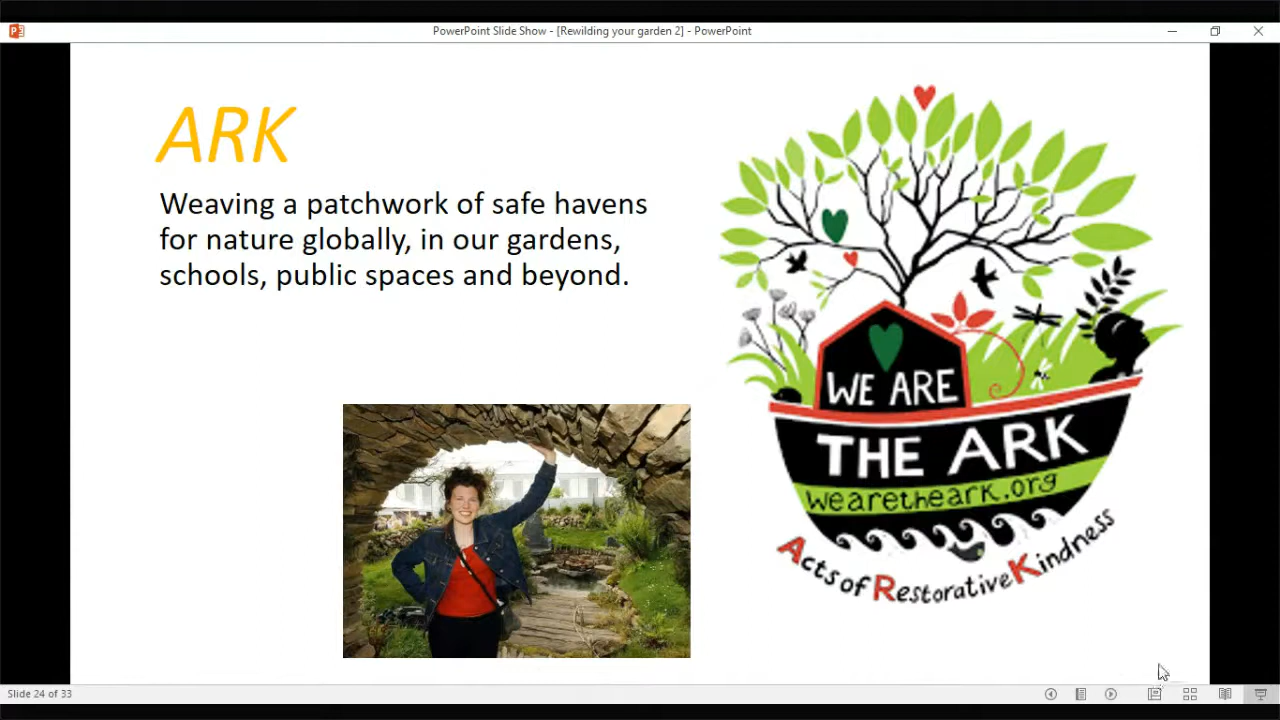 PowerPoint Slide Show - [Rewilding your garden 2] - PowerPoint
ARK
Weaving a patchwork of safe havens
for nature globally, in our gardens,
schools, public spaces and beyond.
WE ARE
THE ARK
wearetheark.org
Acts of Restorative Kindness
Slide 24 of 33